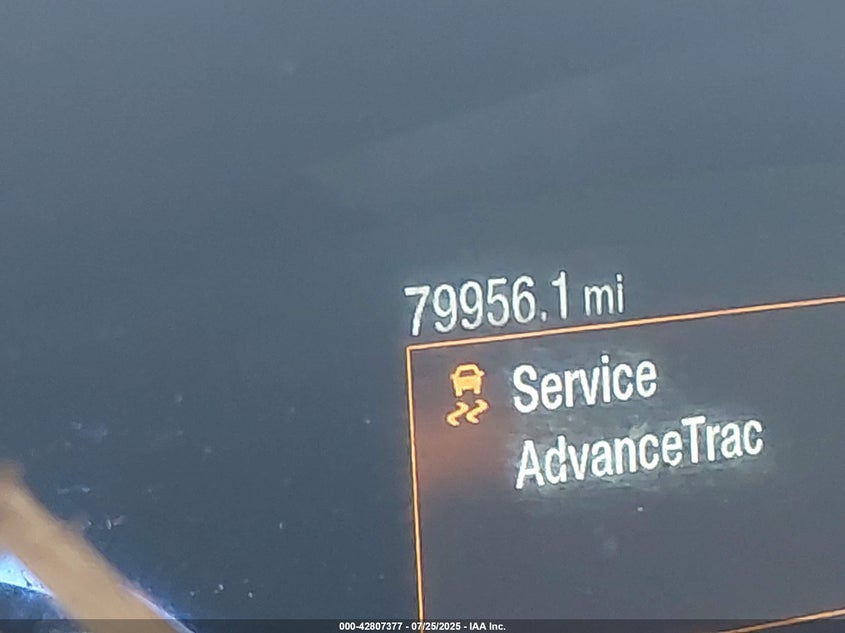 79956.1 mi
Service
AdvanceTrac
000-42807377 - 07/25/2025 - IAA Inc.